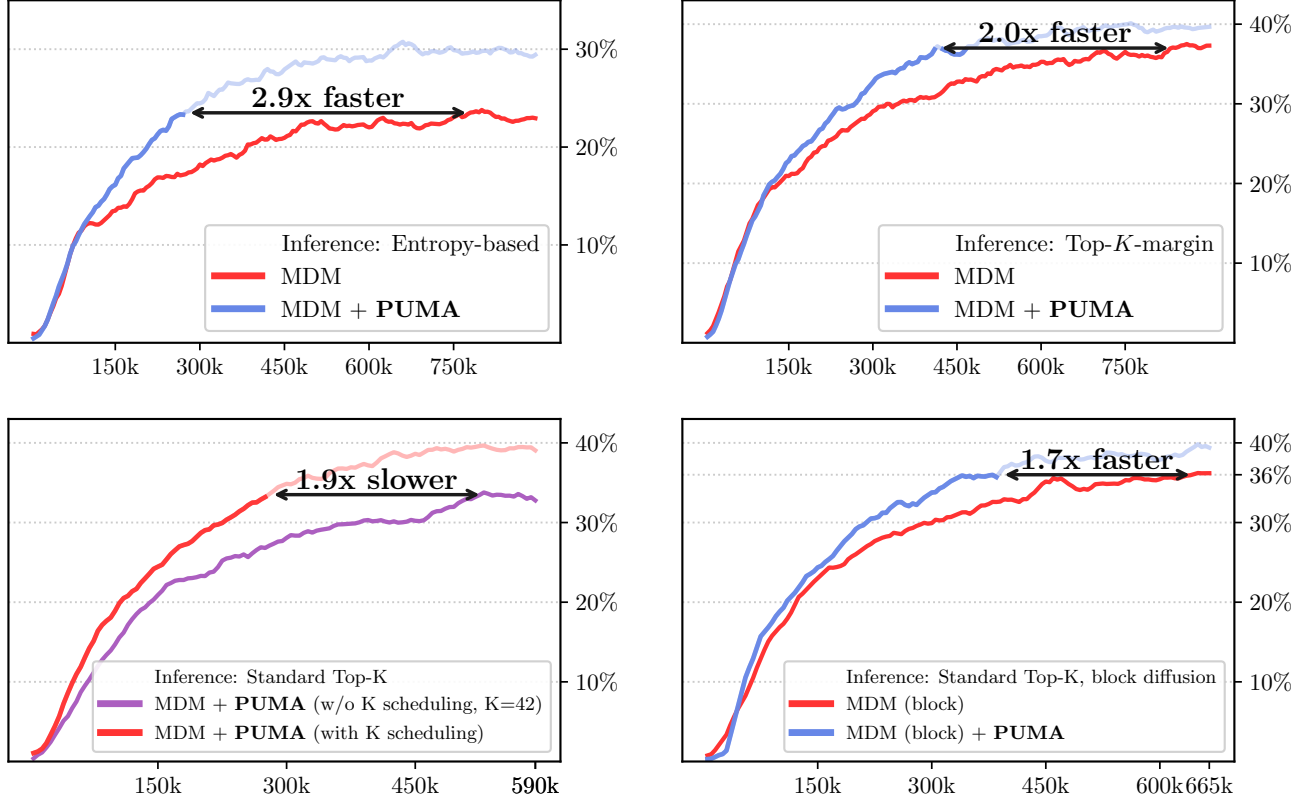 30%
20%
10%
2.9x faster
Inference: Entropy-based
MDM
MDM + PUMA
150k 300k 450k 600k 750k
40%
30%
20%
10%
2.0x faster
Inference: Top-K-margin
MDM
MDM + PUMA
150k 300k 450k 600k 750k
40%
30%
20%
10%
1.9x slower
Inference: Standard Top-K
MDM + PUMA (w/o K scheduling, K=42)
MDM + PUMA (with K scheduling)
150k 300k 450k 590k
40%
36%
30%
20%
10%
1.7x faster
Inference: Standard Top-K, block diffusion
MDM (block)
MDM (block) + PUMA
150k 300k 450k 600k 665k